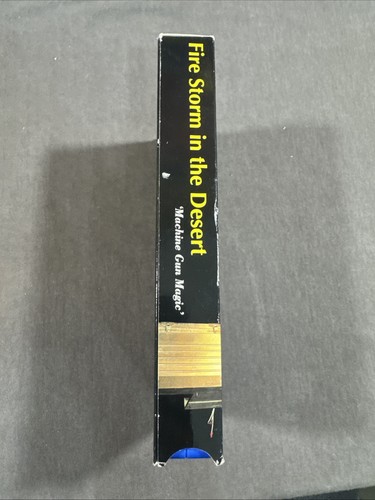 Fire Storm in the Desert
'Machine Gun Magic'